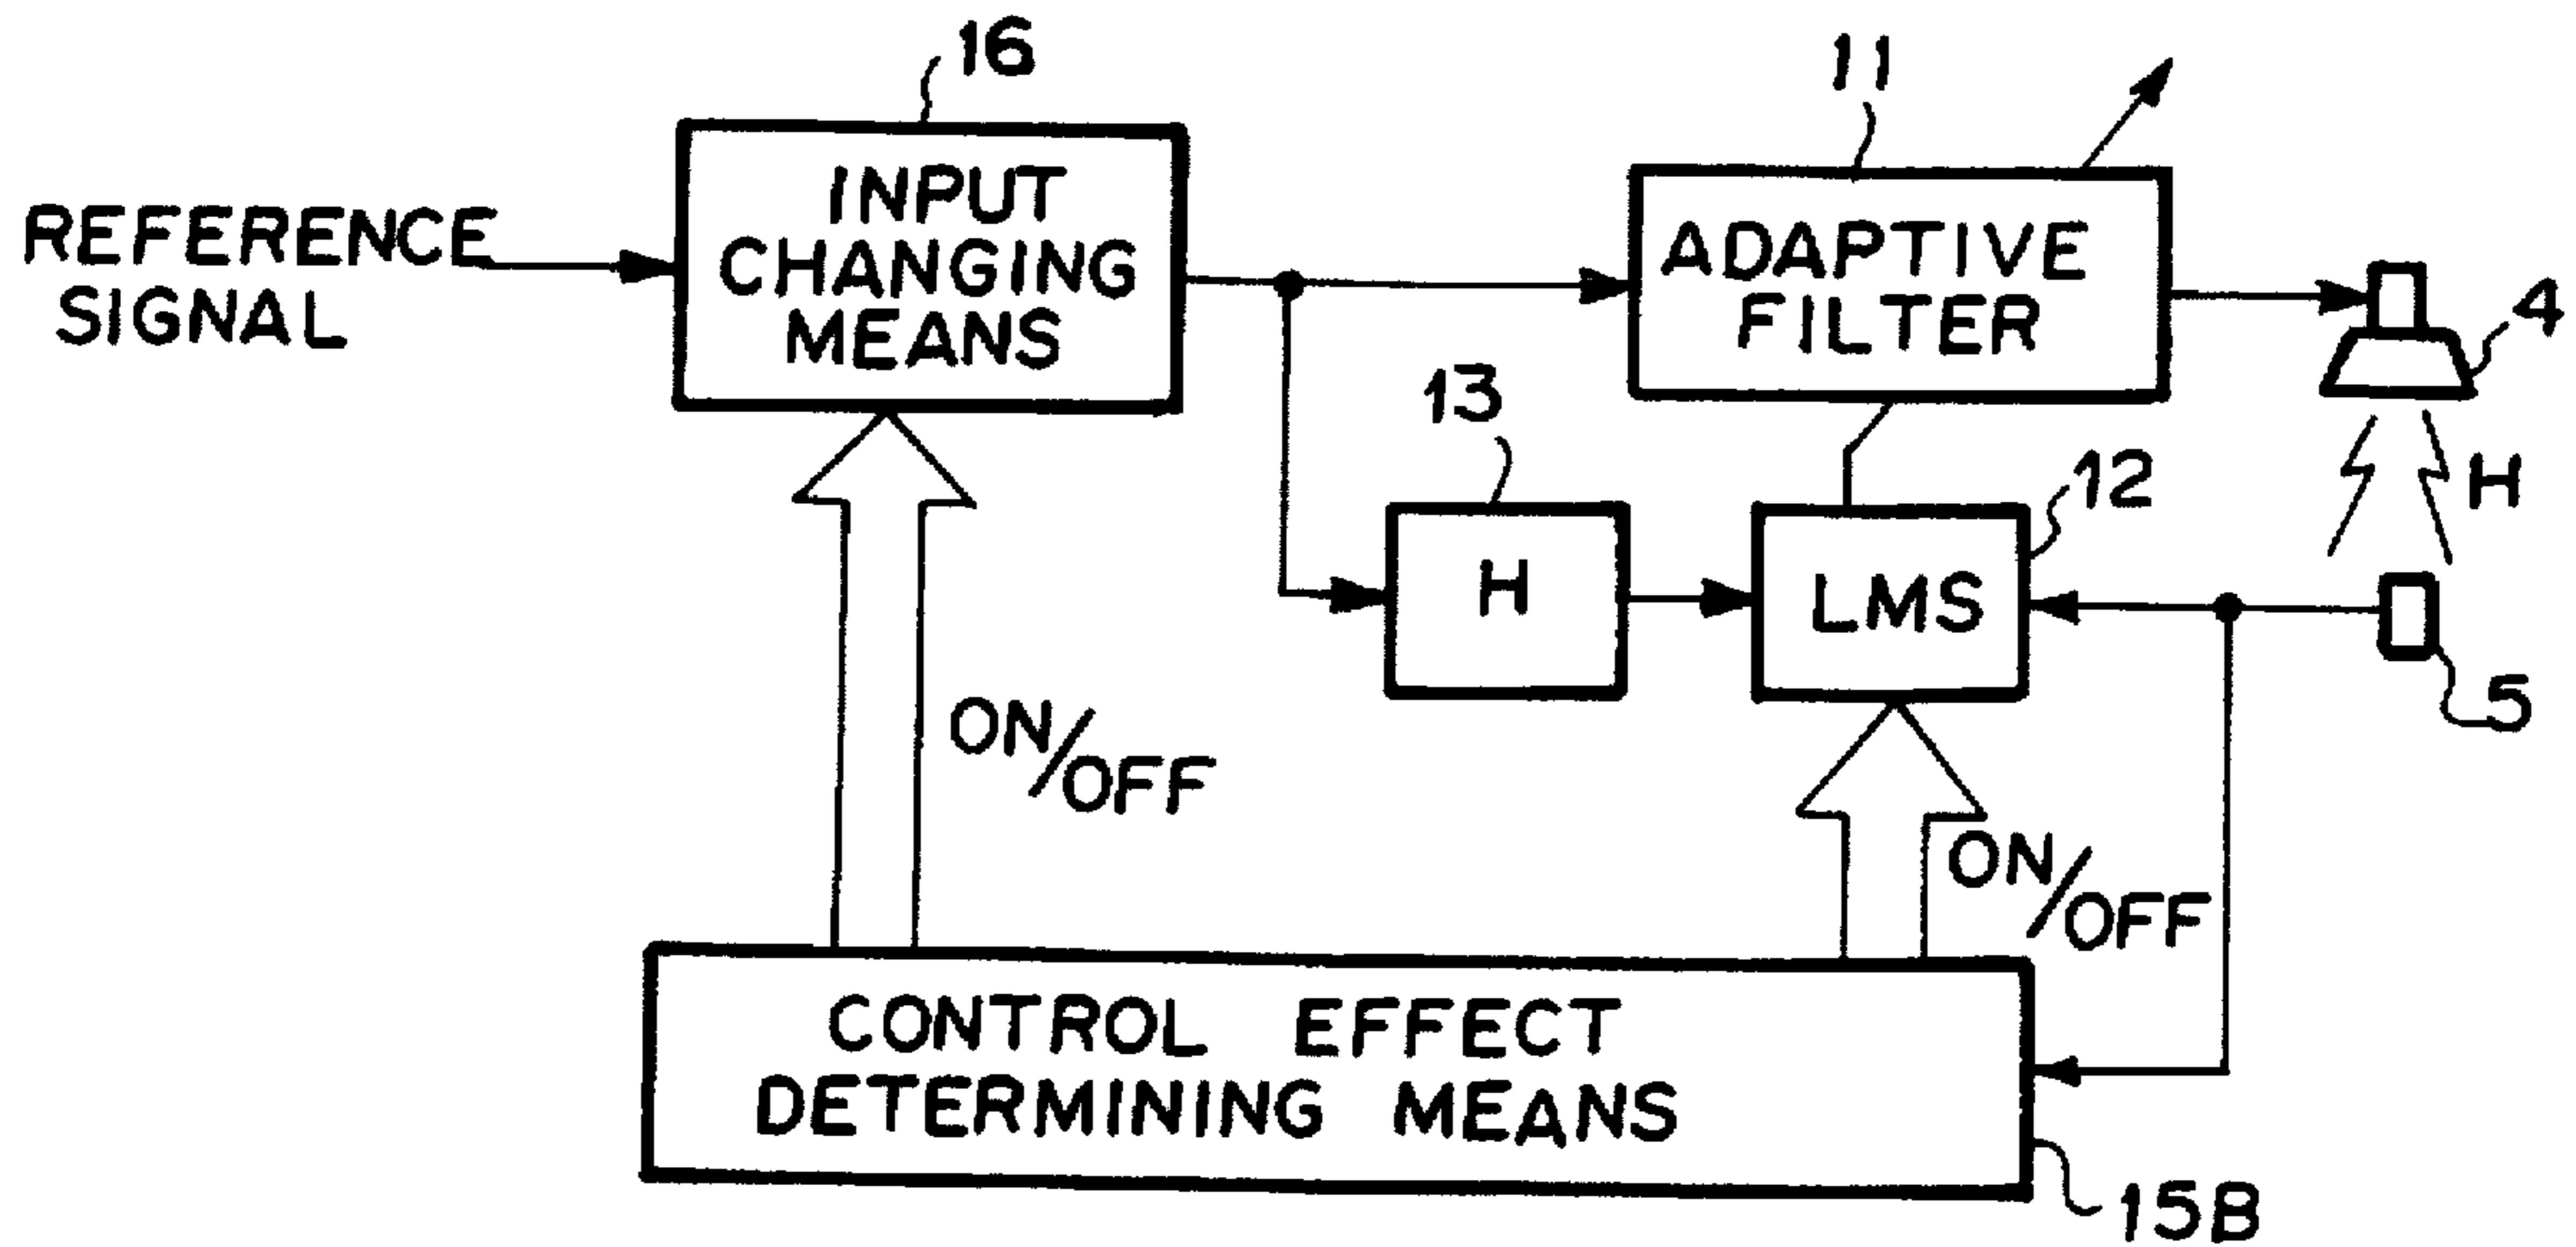 16
11
INPUT
CHANGING
MEANS
REFERENCE
SIGNAL
ADAPTIVE
FILTER
4
13
12
H
H
LMS
5
ON/OFF
ON/OFF
CONTROL EFFECT
DETERMINING MEANS
15B